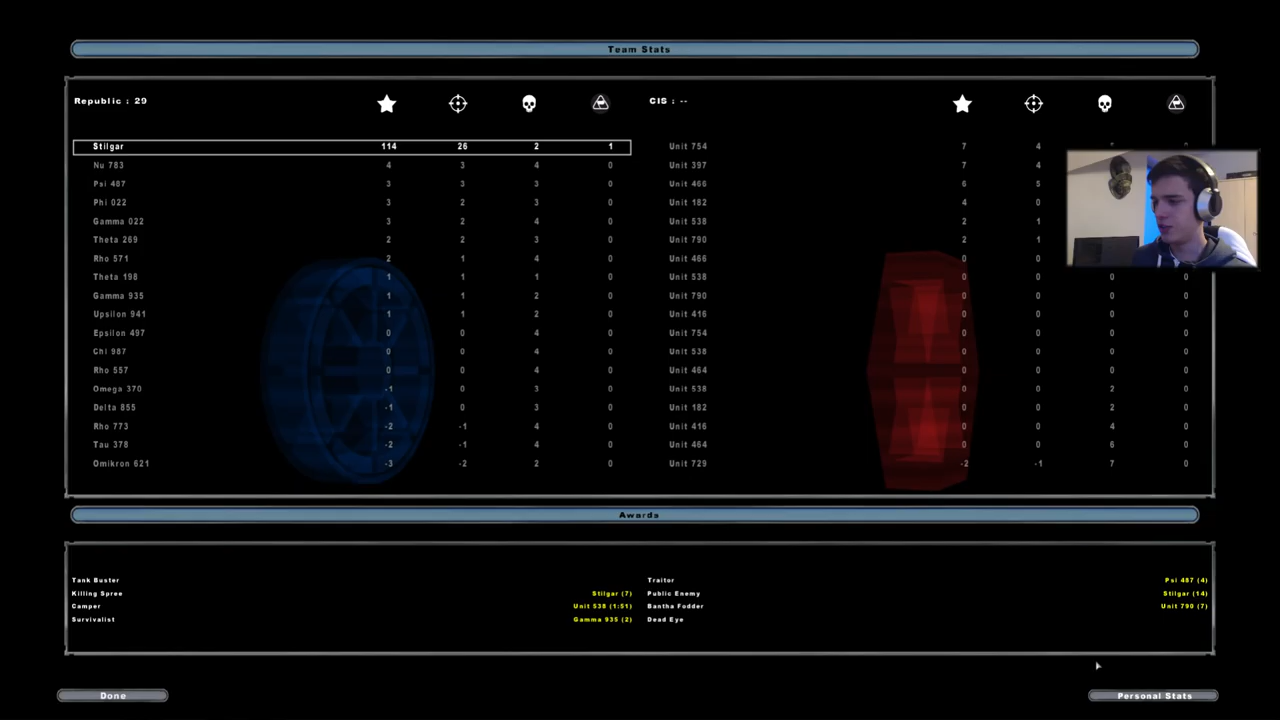 Team Stats
Republic : 29
CIS : --
Stilgar 114 26 2 1
Nu 783 4 3 4 0
Psi 487 3 3 3 0
Phi 022 3 2 3 0
Gamma 022 3 2 4 0
Theta 269 2 2 3 0
Rho 571 2 1 4 0
Theta 198 1 1 1 0
Gamma 935 1 1 2 0
Upsilon 941 1 1 2 0
Epsilon 497 0 0 4 0
Chi 987 0 0 4 0
Rho 557 0 0 4 0
Omega 370 -1 0 3 0
Delta 855 -1 0 3 0
Rho 773 -2 -1 4 0
Tau 378 -2 -1 4 0
Omikron 621 -3 -2 2 0
Unit 754 7 4
Unit 397 7 4
Unit 466 6 5
Unit 182 4 0
Unit 538 2 1
Unit 790 2 1
Unit 466 0 0
Unit 538 0 0 0 0
Unit 790 0 0 0 0
Unit 416 0 0 0 0
Unit 754 0 0 0 0
Unit 538 0 0 0 0
Unit 464 0 0 0 0
Unit 538 0 0 2 0
Unit 182 0 0 2 0
Unit 416 0 0 4 0
Unit 464 0 0 6 0
Unit 729 -2 -1 7 0
Awards
Tank Buster
Killing Spree Stilgar (7)
Camper Unit 538 (1:51)
Survivalist Gamma 935 (2)
Traitor Psi 487 (4)
Public Enemy Stilgar (14)
Bantha Fodder Unit 790 (7)
Dead Eye
Done
Personal Stats